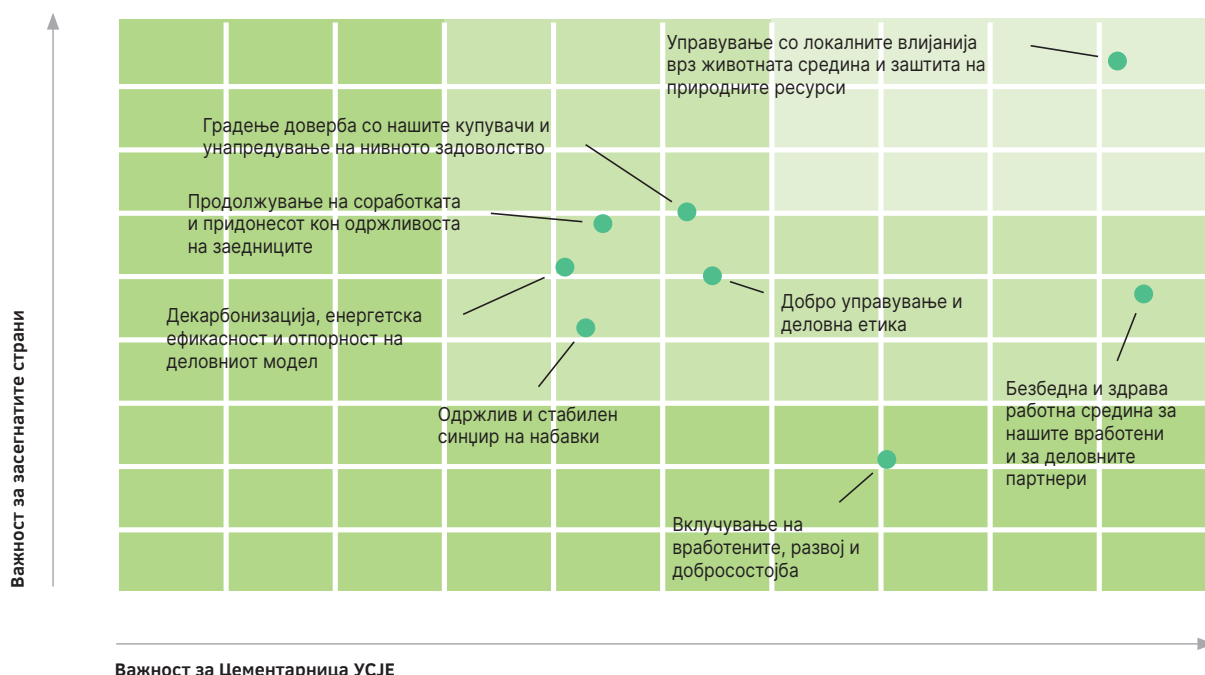 Управување со локалните влијанија
врз животната средина и заштита на
природните ресурси
Градење доверба со нашите купувачи и
унапредување на нивното задоволство
Продолжување на соработката
и придонесот кон одржливоста
на заедниците
Декарбонизација, енергетска
ефикасност и отпорност на
деловниот модел
Добро управување и
деловна етика
Одржлив и стабилен
синџир на набавки
Безбедна и здрава
работна средина за
нашите вработени
и за деловните
партнери
Вклучување на
вработените, развој и
добросостојба
Важност за засегнатите страни
Важност за Цементарница УСЈЕ